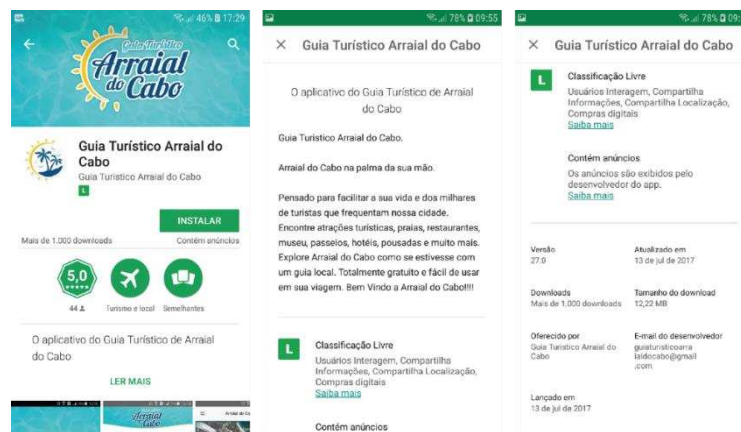 46% 17:29
Guia Turístico
Arraial
do Cabo
Guia Turístico Arraial do
Cabo
Guia Turistico Arraial do Cabo
L
INSTALAR
Mais de 1.000 downloads
Contém anúncios
5,0
44
Turismo e local
Semelhantes
O aplicativo do Guia Turístico de Arraial
do Cabo
LER MAIS
Arraial
do Cabo
78% 09:55
× Guia Turístico Arraial do Cabo
O aplicativo do Guia Turístico de Arraial
do Cabo
Guia Turistico Arraial do Cabo.
Arraial do Cabo na palma da sua mão.
Pensado para facilitar a sua vida e dos milhares
de turistas que frequentam nossa cidade.
Encontre atrações turísticas, praias, restaurantes,
museu, passeios, hotéis, pousadas e muito mais.
Explore Arraial do Cabo como se estivesse com
um guia local. Totalmente gratuito e fácil de usar
em sua viagem. Bem Vindo a Arraial do Cabo!!!!
L
Classificação Livre
Usuários Interagem, Compartilha
Informações, Compartilha Localização,
Compras digitais
Saiba mais
Contém anúncios
78% 09:
× Guia Turístico Arraial do Cabo
L
Classificação Livre
Usuários Interagem, Compartilha
Informações, Compartilha Localização,
Compras digitais
Saiba mais
Contém anúncios
Os anúncios são exibidos pelo
desenvolvedor do app.
Saiba mais
Versão
27.0
Atualizado em
13 de jul de 2017
Downloads
Mais de 1.000 downloads
Tamanho do download
12,22 MB
Oferecido por
Guia Turistico Arraial do
Cabo
E-mail do desenvolvedor
guiaturisticoarra
ialdocabo@gmail
.com
Lançado em
13 de jul de 2017